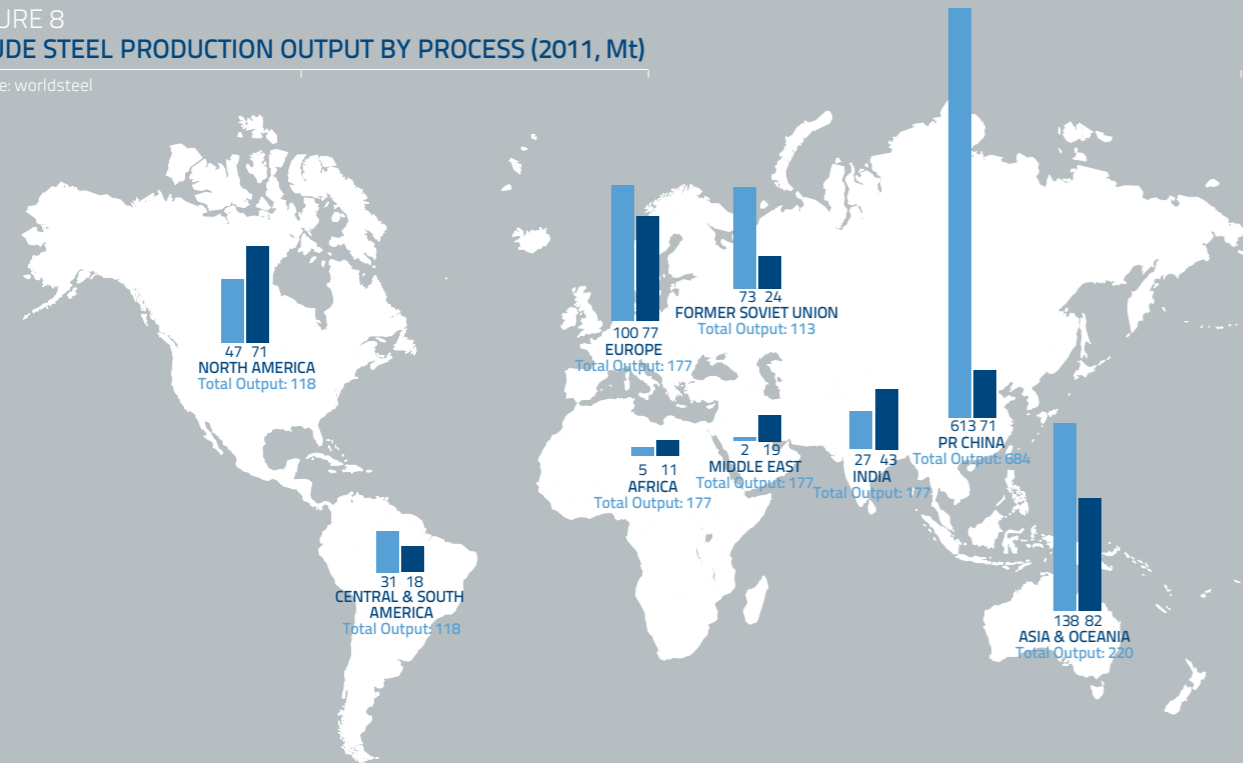 URE 8
UDE STEEL PRODUCTION OUTPUT BY PROCESS (2011, Mt)
e: worldsteel
47 71
NORTH AMERICA
Total Output: 118
31 18
CENTRAL & SOUTH
AMERICA
Total Output: 118
100 77
EUROPE
Total Output: 177
73 24
FORMER SOVIET UNION
Total Output: 113
5 11
AFRICA
Total Output: 177
2 19
MIDDLE EAST
Total Output: 177
27 43
INDIA
Total Output: 177
613 71
PR CHINA
Total Output: 684
138 82
ASIA & OCEANIA
Total Output: 220